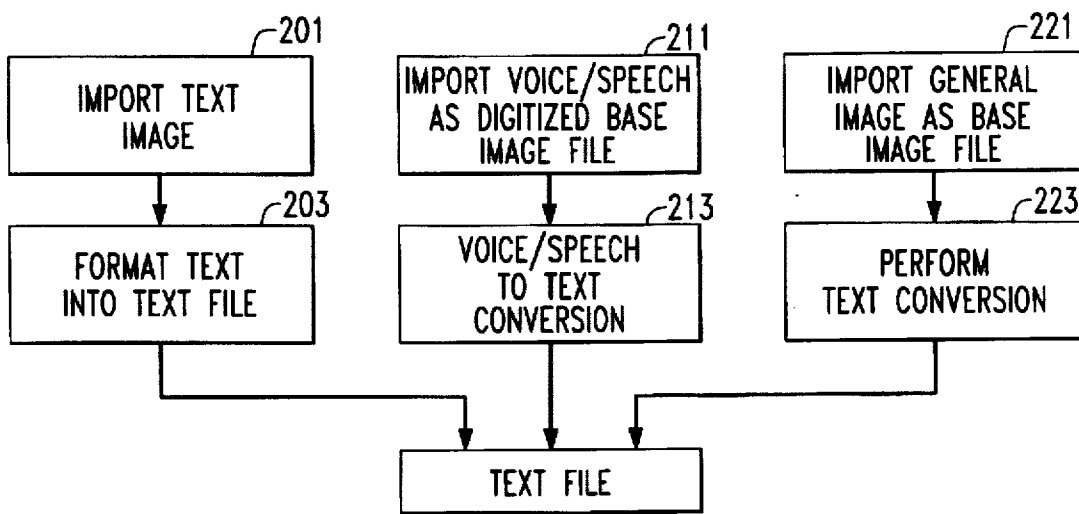 201
IMPORT TEXT
IMAGE
211
IMPORT VOICE/SPEECH
AS DIGITIZED BASE
IMAGE FILE
221
IMPORT GENERAL
IMAGE AS BASE
IMAGE FILE
203
FORMAT TEXT
INTO TEXT FILE
213
VOICE/SPEECH
TO TEXT
CONVERSION
223
PERFORM
TEXT CONVERSION
TEXT FILE